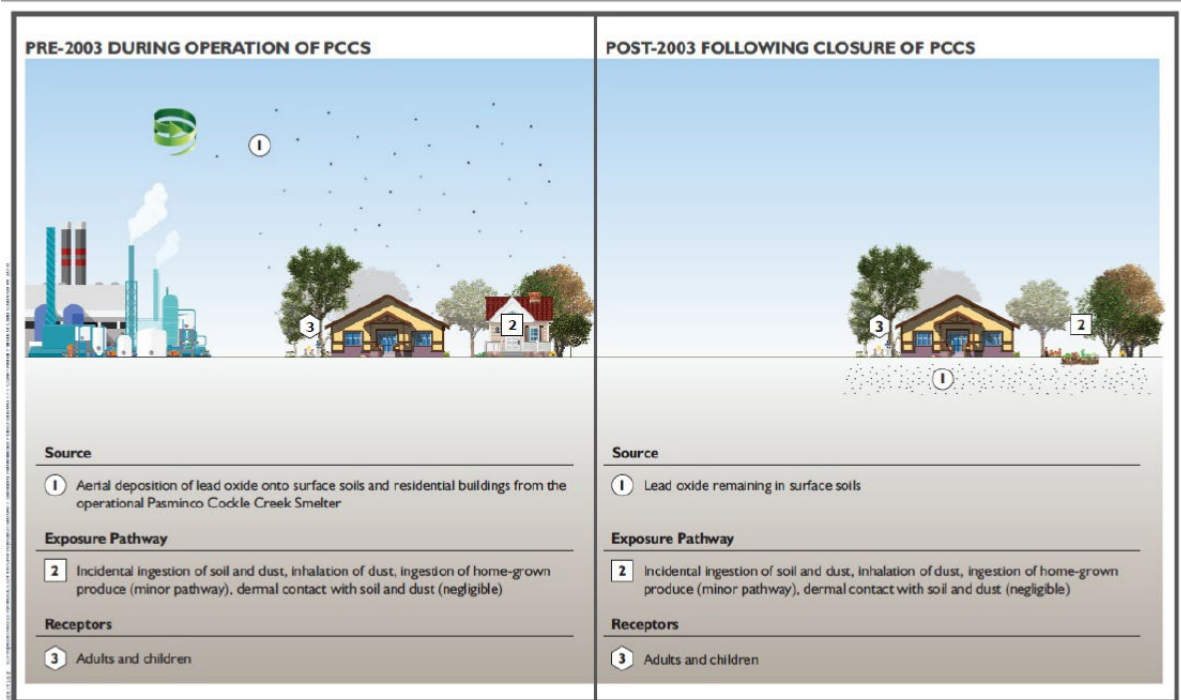 PRE-2003 DURING OPERATION OF PCCS
1
3
2
Source
1 Aerial deposition of lead oxide onto surface soils and residential buildings from the
operational Pasminco Cockle Creek Smelter
Exposure Pathway
2 Incidental ingestion of soil and dust, inhalation of dust, ingestion of home-grown
produce (minor pathway), dermal contact with soil and dust (negligible)
Receptors
3 Adults and children
POST-2003 FOLLOWING CLOSURE OF PCCS
3
2
1
Source
1 Lead oxide remaining in surface soils
Exposure Pathway
2 Incidental ingestion of soil and dust, inhalation of dust, ingestion of home-grown
produce (minor pathway), dermal contact with soil and dust (negligible)
Receptors
3 Adults and children